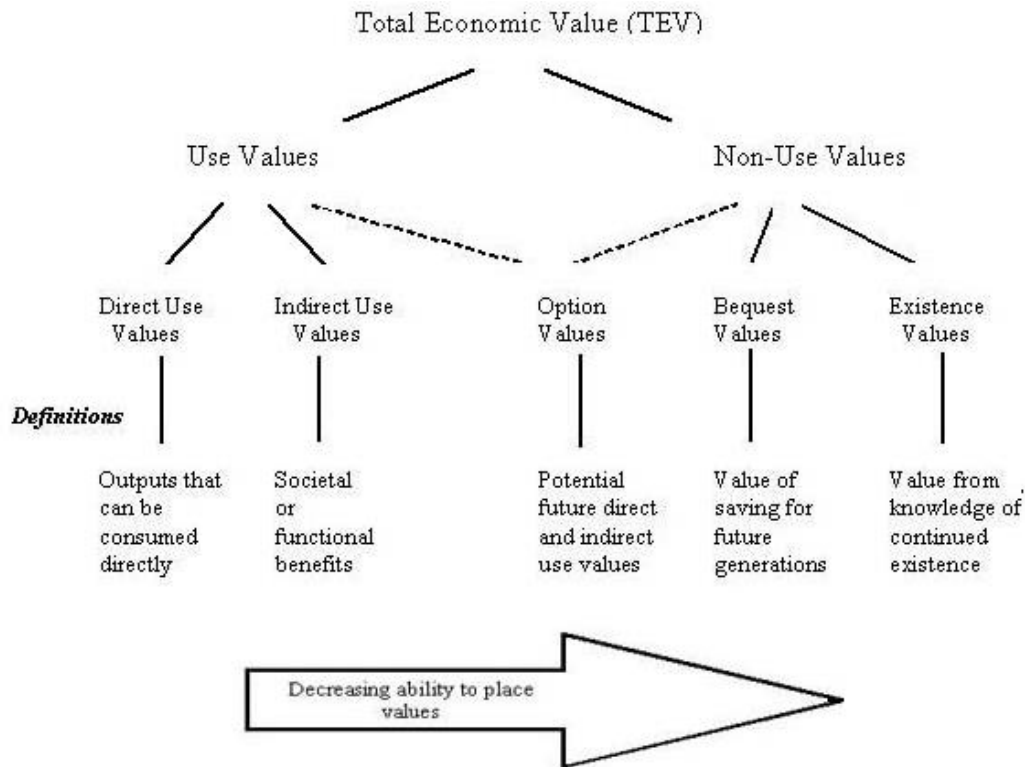 Total Economic Value (TEV)
Use Values
Non-Use Values
Direct Use
Values
Indirect Use
Values
Option
Values
Bequest
Values
Existence
Values
Definitions
Outputs that
can be
consumed
directly
Societal
or
functional
benefits
Potential
future direct
and indirect
use values
Value of
saving for
future
generations
Value from
knowledge of
continued
existence
Decreasing ability to place
values